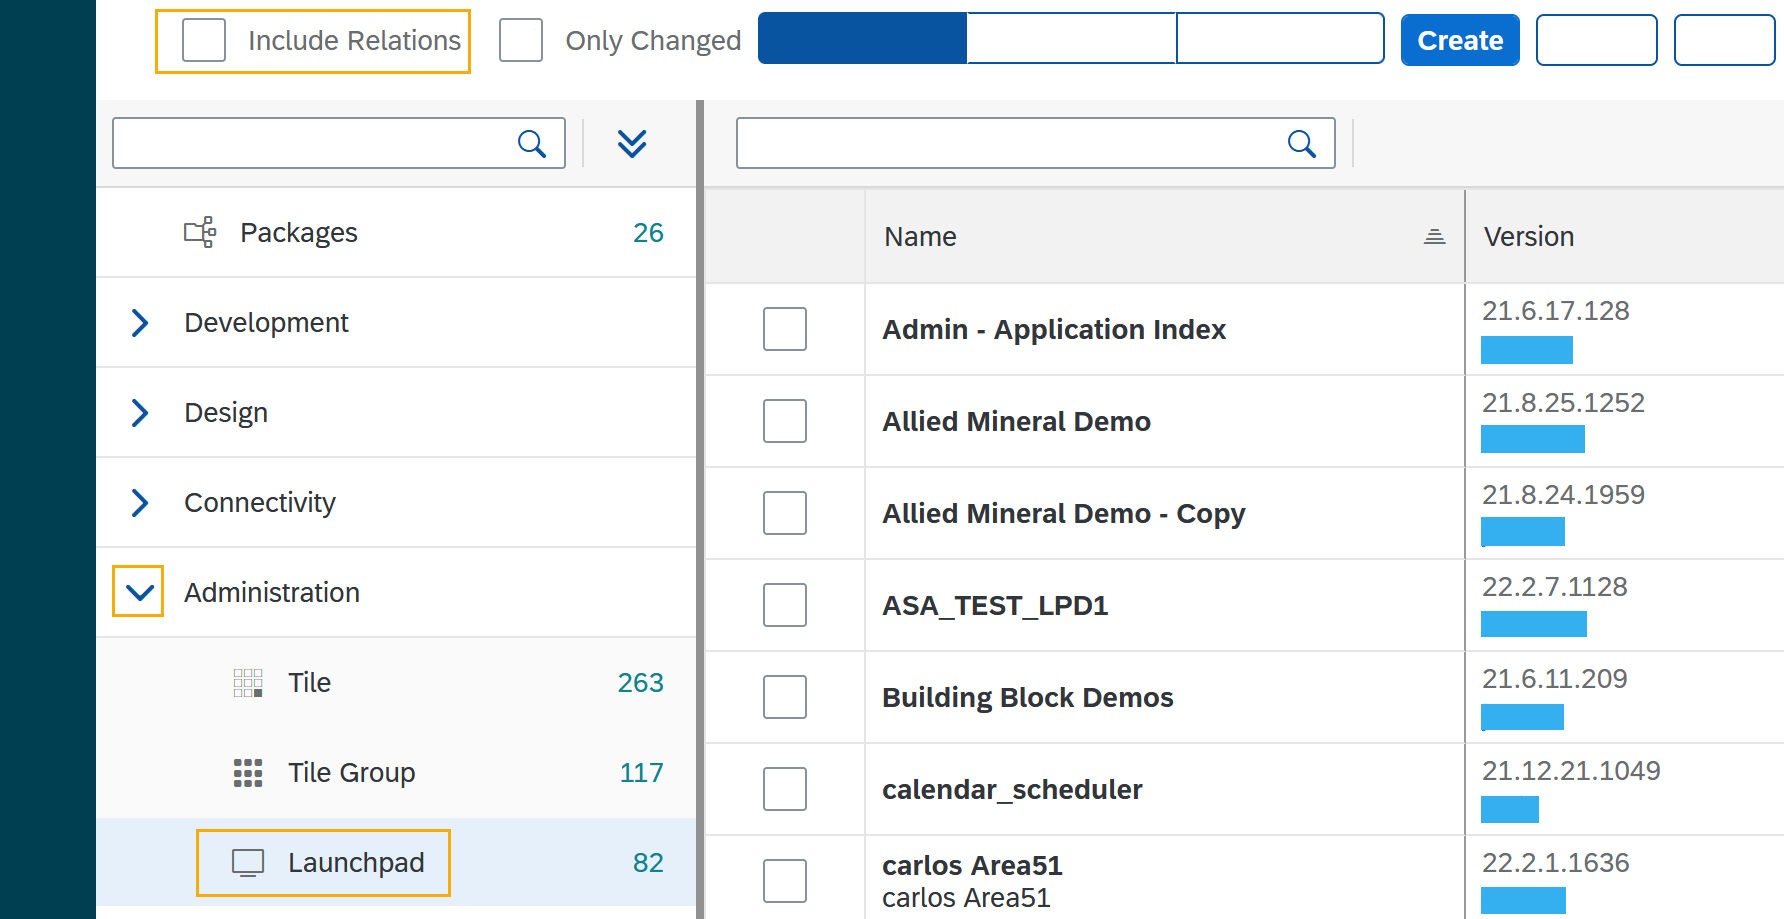 Include Relations
Only Changed
Create
Packages 26
Development
Design
Connectivity
Administration
Tile 263
Tile Group 117
Launchpad 82
Name Version
Admin - Application Index 21.6.17.128
Allied Mineral Demo 21.8.25.1252
Allied Mineral Demo - Copy 21.8.24.1959
ASA_TEST_LPD1 22.2.7.1128
Building Block Demos 21.6.11.209
calendar_scheduler 21.12.21.1049
carlos Area51 22.2.1.1636
carlos Area51